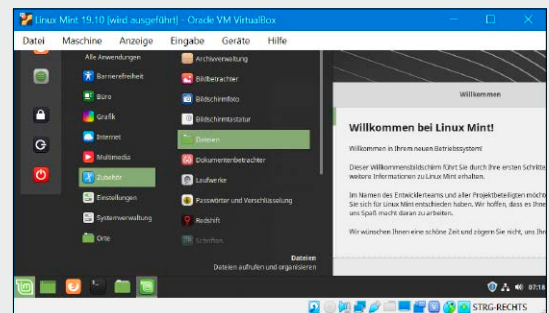 Linux Mint 19.10 [wird ausgeführt] - Oracle VM VirtualBox
Datei Maschine Anzeige Eingabe Geräte Hilfe
Alle Anwendungen
Barrierefreiheit
Büro
Grafik
Internet
Multimedia
Zubehör
Einstellungen
Systemverwaltung
Orte
Archivverwaltung
Bildbetrachter
Bildschirmfoto
Bildschirmtastatur
Dateien
Dokumentenbetrachter
Laufwerke
Passwörter und Verschlüsselung
Redshift
Schriften
Dateien
Dateien aufrufen und organisieren
Willkommen
Willkommen bei Linux Mint!
Willkommen in Ihrem neuen Betriebssystem!
Dieser Willkommensbildschirm führt Sie durch Ihre ersten Schritte
weitere Informationen zu Linux Mint erhalten.
Im Namen des Entwicklerteams und aller Projektbeteiligten möcht
Sie sich für Linux Mint entschieden haben. Wir hoffen, dass es Ihne
uns Spaß macht daran zu arbeiten.
Wir wünschen Ihnen eine schöne Zeit und zögern Sie nicht, uns Ihr
07:18
STRG-RECHTS